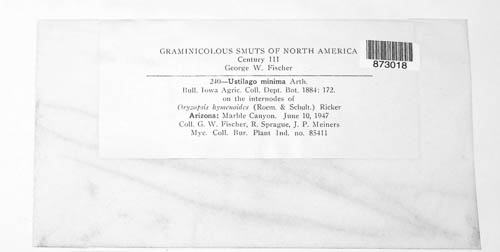 GRAMINICOLOUS SMUTS OF NORTH AMERICA
Century III
George W. Fischer
873018
240—Ustilago minima Arth.
Bull. Iowa Agric. Coll. Dept. Bot. 1884: 172.
on the internodes of
Oryzopsis hymenoides (Roem. & Schult.) Ricker
Arizona: Marble Canyon. June 10, 1947
Coll. G. W. Fischer, R. Sprague, J. P. Meiners
Myc. Coll. Bur. Plant Ind. no. 85411